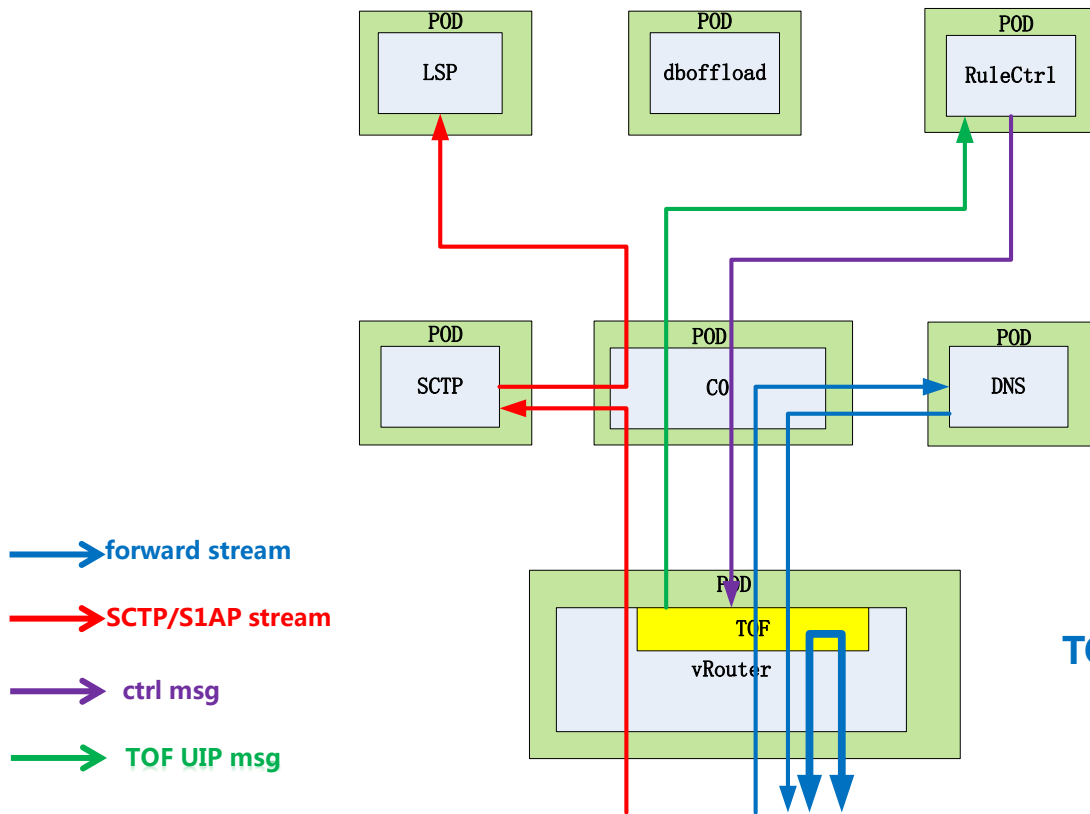 POD
LSP
POD
dboffload
POD
RuleCtrl
POD
SCTP
POD
CO
POD
DNS
forward stream
SCTP/S1AP stream
ctrl msg
TOF UIP msg
POD
TOF
vRouter